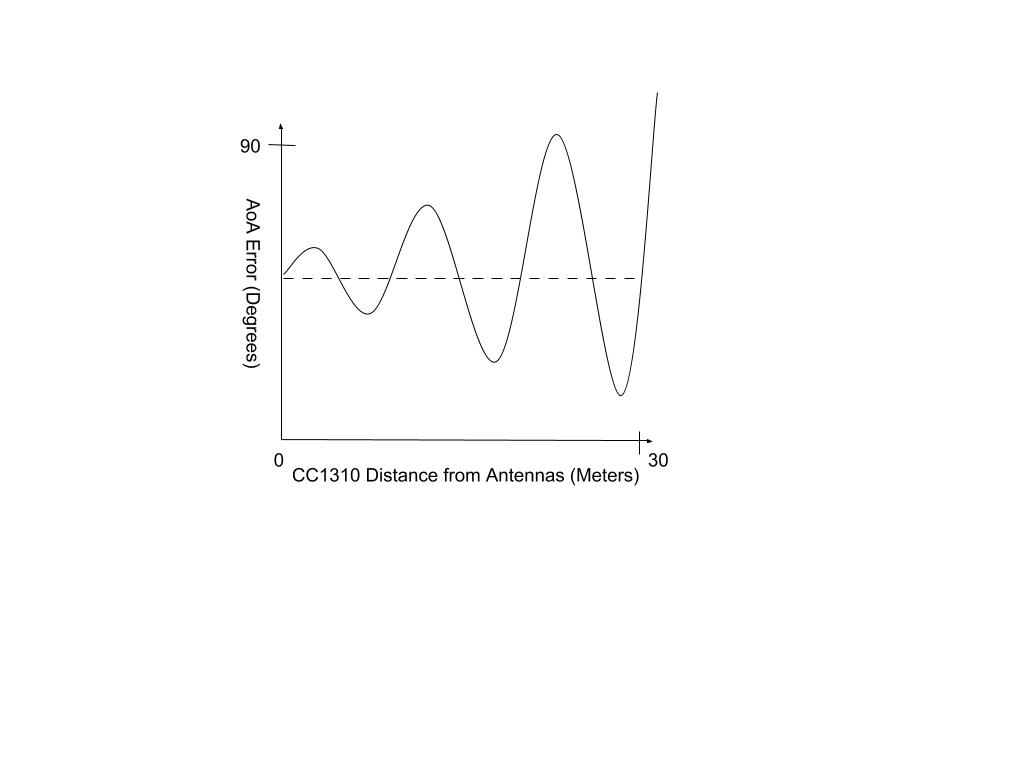 90
AoA Error (Degrees)
0
30
CC1310 Distance from Antennas (Meters)